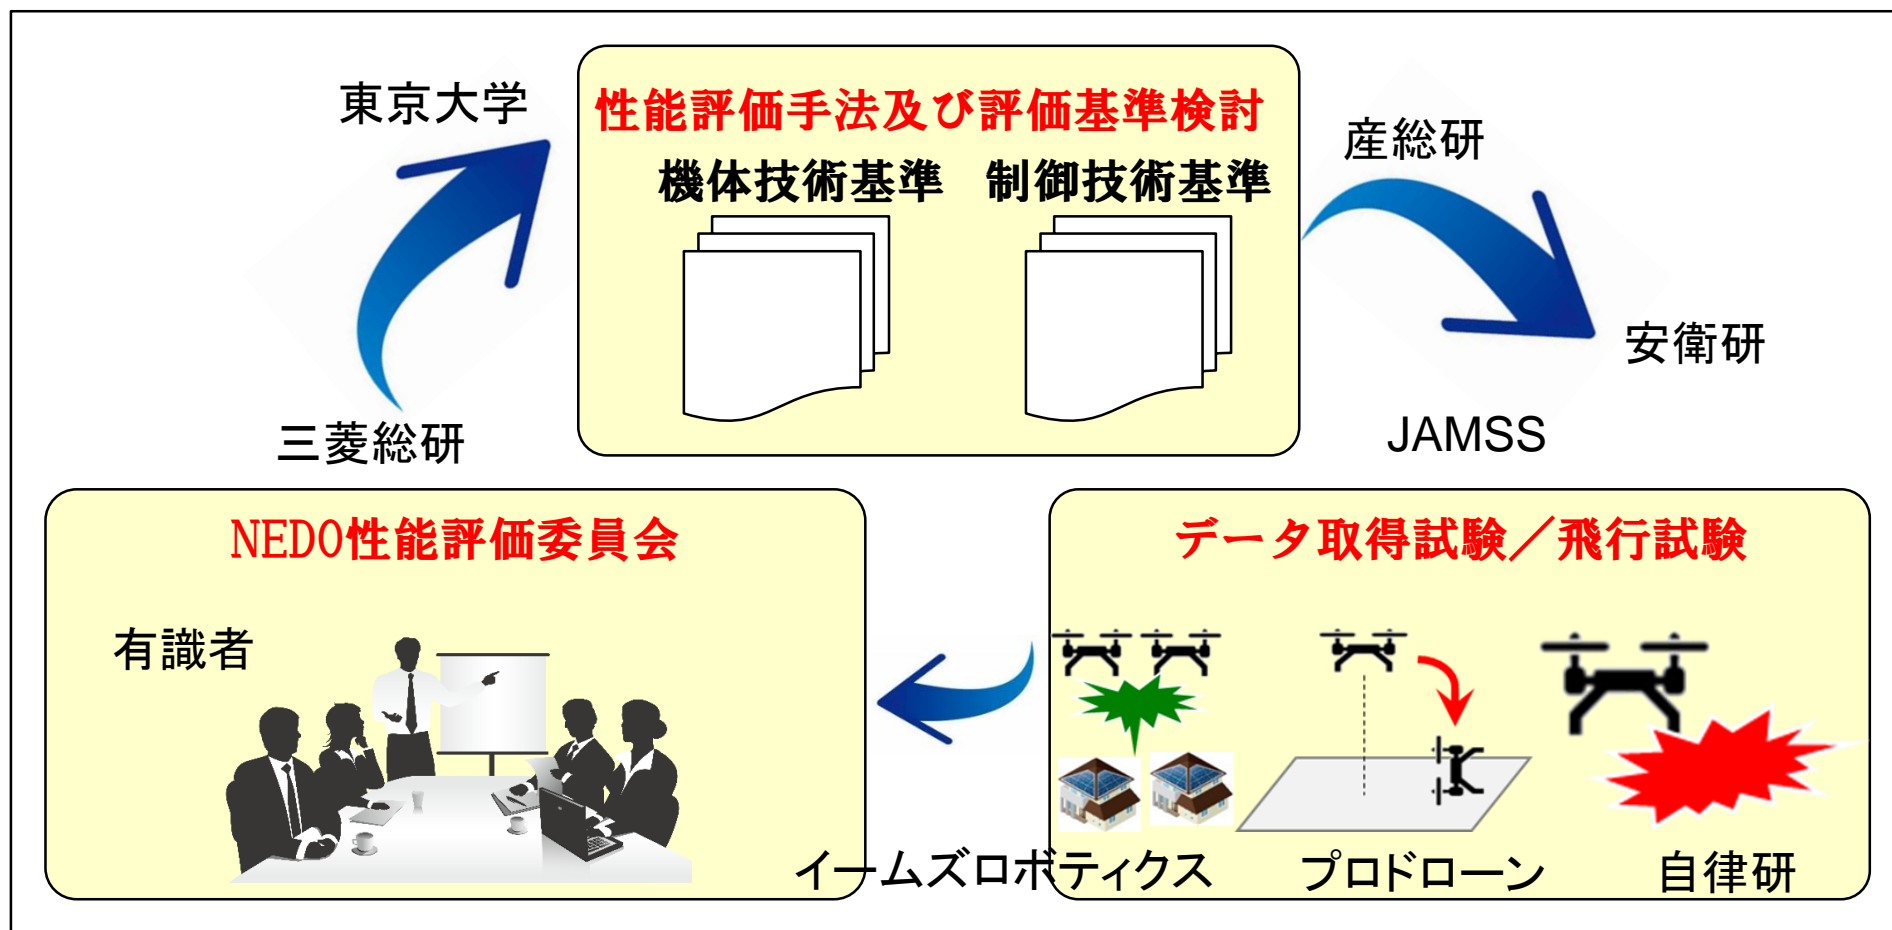 東京大学
性能評価手法及び評価基準検討
機体技術基準
制御技術基準
産総研
安衛研
三菱総研
JAMSS
NEDO性能評価委員会
有識者
データ取得試験／飛行試験
イームズロボティクス
プロドローン
自律研